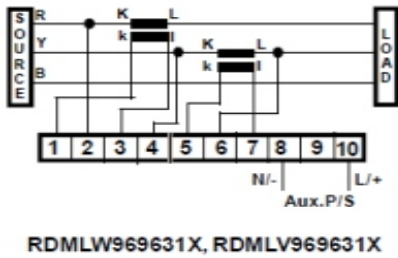 SOURCE
R
Y
B
K L
k l
K L
k l
LOAD
1 2 3 4 5 6 7 8 9 10
N/- L/+
Aux.P/S
RDMLW969631X, RDMLV969631X